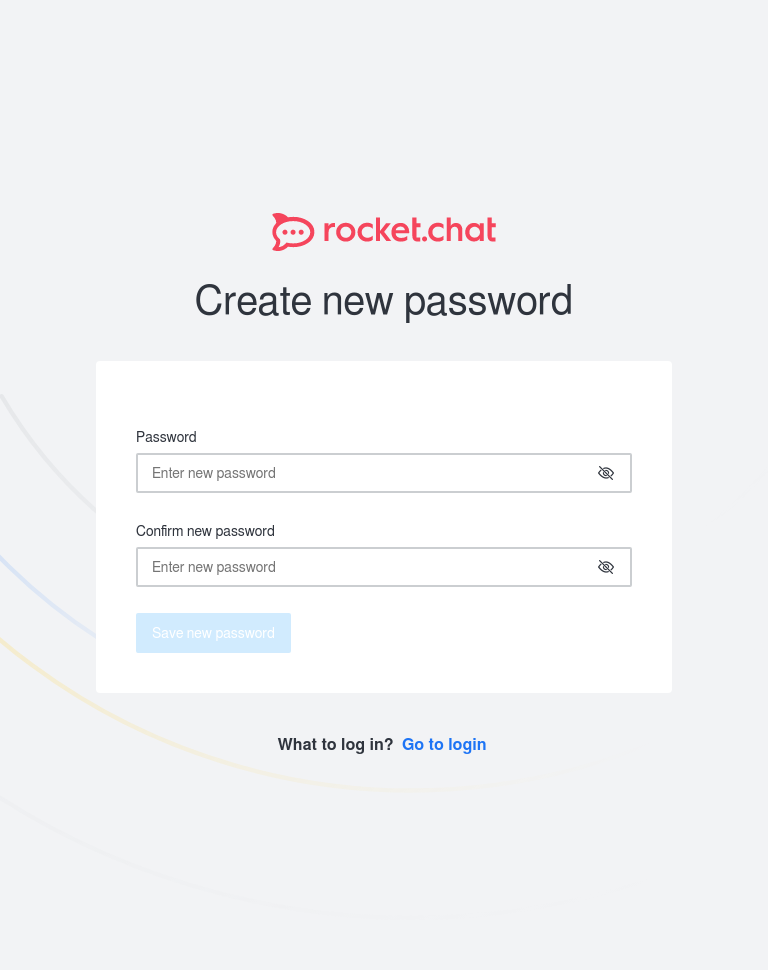 rocket.chat
Create new password
Password
Enter new password
Confirm new password
Enter new password
Save new password
What to log in? Go to login